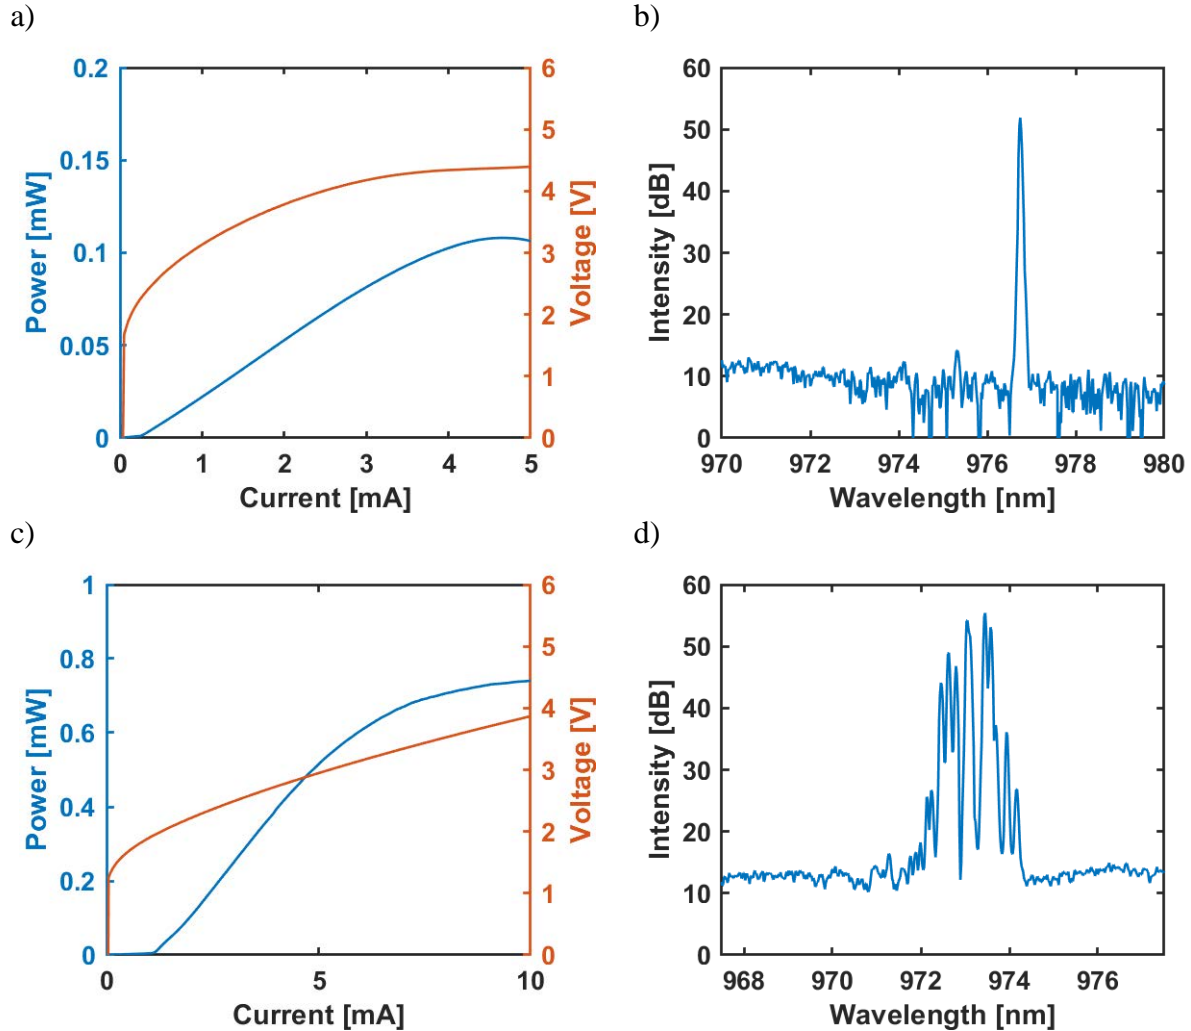 a)
0.2
0.15
0.1
0.05
0
Power [mW]
6
5
4
3
2
1
0
Voltage [V]
0 1 2 3 4 5
Current [mA]
b)
60
50
40
30
20
10
0
Intensity [dB]
970 972 974 976 978 980
Wavelength [nm]
c)
1
0.8
0.6
0.4
0.2
0
Power [mW]
6
5
4
3
2
1
0
Voltage [V]
0 5 10
Current [mA]
d)
60
50
40
30
20
10
0
Intensity [dB]
968 970 972 974 976
Wavelength [nm]